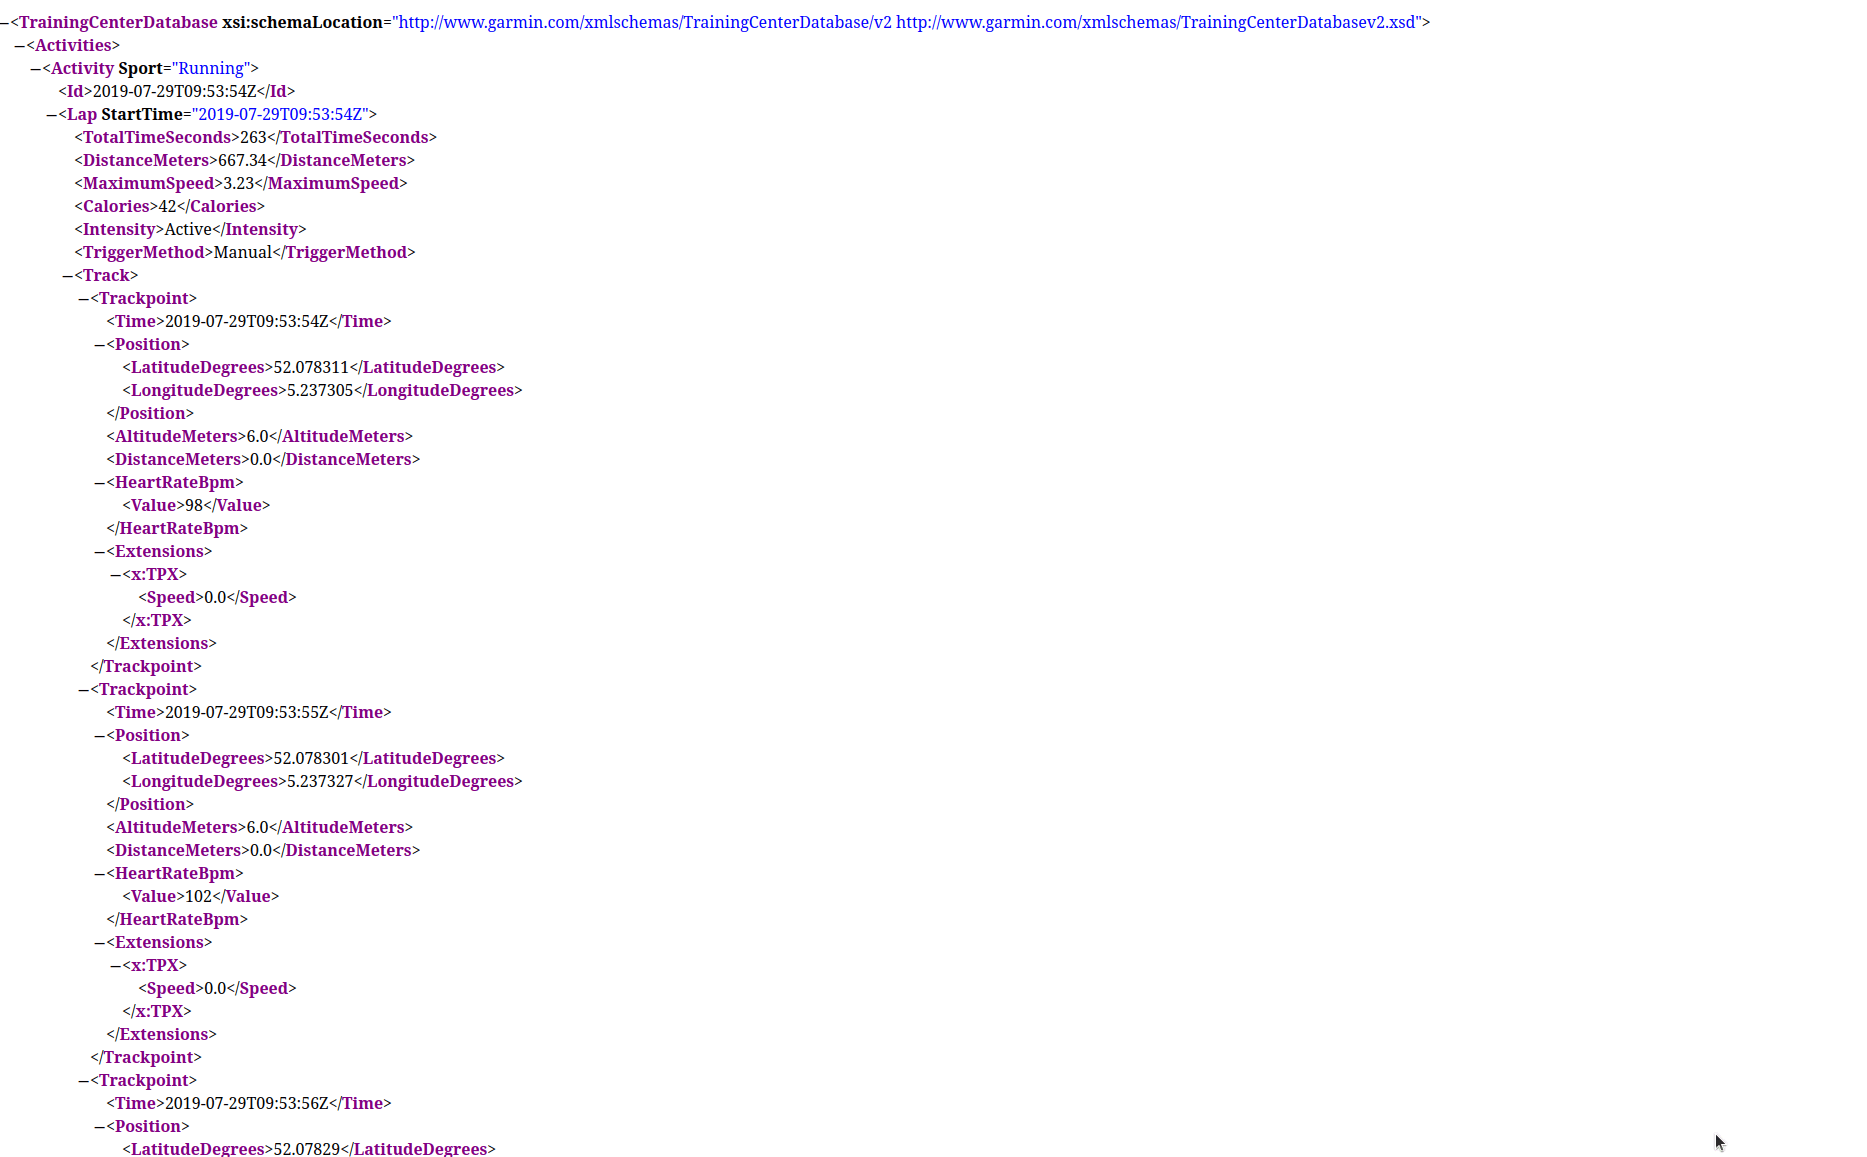 –<TrainingCenterDatabase xsi:schemaLocation="http://www.garmin.com/xmlschemas/TrainingCenterDatabase/v2 http://www.garmin.com/xmlschemas/TrainingCenterDatabasev2.xsd">
–<Activities>
–<Activity Sport="Running">
<Id>2019-07-29T09:53:54Z</Id>
–<Lap StartTime="2019-07-29T09:53:54Z">
<TotalTimeSeconds>263</TotalTimeSeconds>
<DistanceMeters>667.34</DistanceMeters>
<MaximumSpeed>3.23</MaximumSpeed>
<Calories>42</Calories>
<Intensity>Active</Intensity>
<TriggerMethod>Manual</TriggerMethod>
–<Track>
–<Trackpoint>
<Time>2019-07-29T09:53:54Z</Time>
–<Position>
<LatitudeDegrees>52.078311</LatitudeDegrees>
<LongitudeDegrees>5.237305</LongitudeDegrees>
</Position>
<AltitudeMeters>6.0</AltitudeMeters>
<DistanceMeters>0.0</DistanceMeters>
–<HeartRateBpm>
<Value>98</Value>
</HeartRateBpm>
–<Extensions>
–<x:TPX>
<Speed>0.0</Speed>
</x:TPX>
</Extensions>
</Trackpoint>
–<Trackpoint>
<Time>2019-07-29T09:53:55Z</Time>
–<Position>
<LatitudeDegrees>52.078301</LatitudeDegrees>
<LongitudeDegrees>5.237327</LongitudeDegrees>
</Position>
<AltitudeMeters>6.0</AltitudeMeters>
<DistanceMeters>0.0</DistanceMeters>
–<HeartRateBpm>
<Value>102</Value>
</HeartRateBpm>
–<Extensions>
–<x:TPX>
<Speed>0.0</Speed>
</x:TPX>
</Extensions>
</Trackpoint>
–<Trackpoint>
<Time>2019-07-29T09:53:56Z</Time>
–<Position>
<LatitudeDegrees>52.07829</LatitudeDegrees>